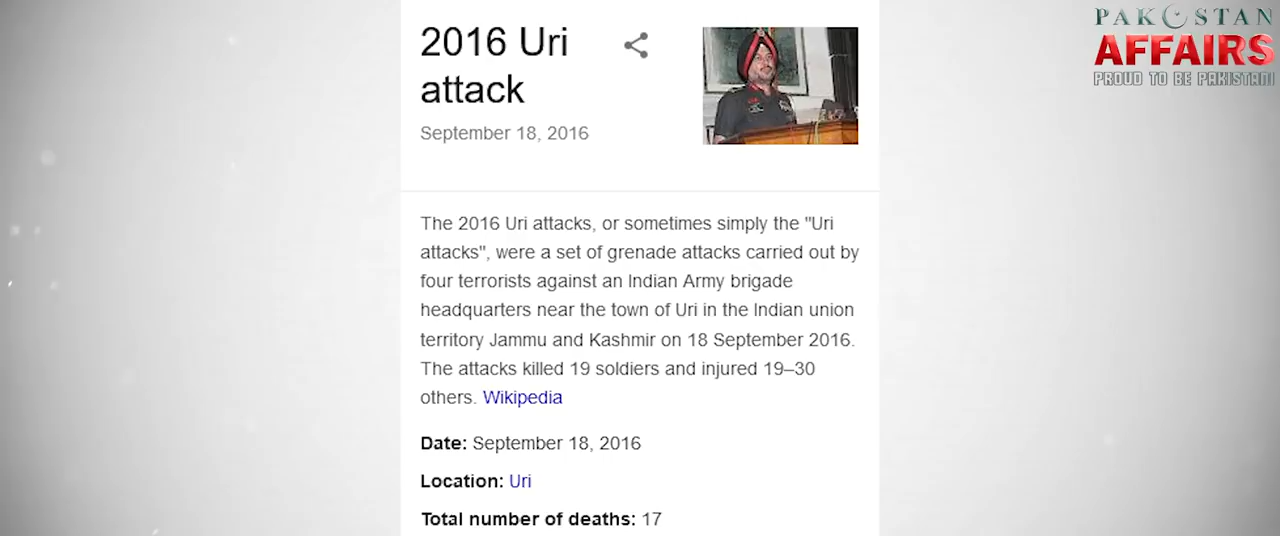 PAKISTAN
AFFAIRS
PROUD TO BE PAKISTANI
2016 Uri
attack
September 18, 2016
The 2016 Uri attacks, or sometimes simply the "Uri
attacks", were a set of grenade attacks carried out by
four terrorists against an Indian Army brigade
headquarters near the town of Uri in the Indian union
territory Jammu and Kashmir on 18 September 2016.
The attacks killed 19 soldiers and injured 19–30
others. Wikipedia
Date: September 18, 2016
Location: Uri
Total number of deaths: 17